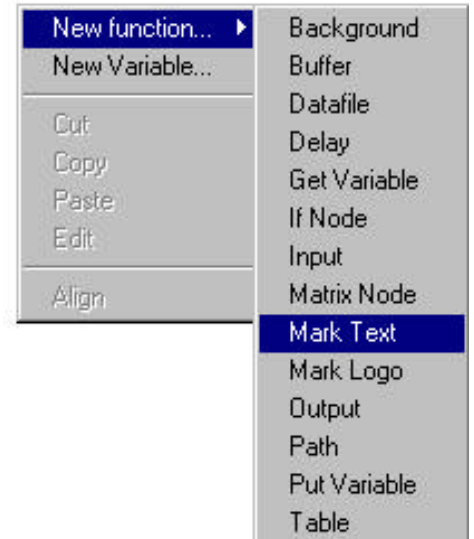 New function...
New Variable...
Cut
Copy
Paste
Edit
Align
Background
Buffer
Datafile
Delay
Get Variable
If Node
Input
Matrix Node
Mark Text
Mark Logo
Output
Path
Put Variable
Table